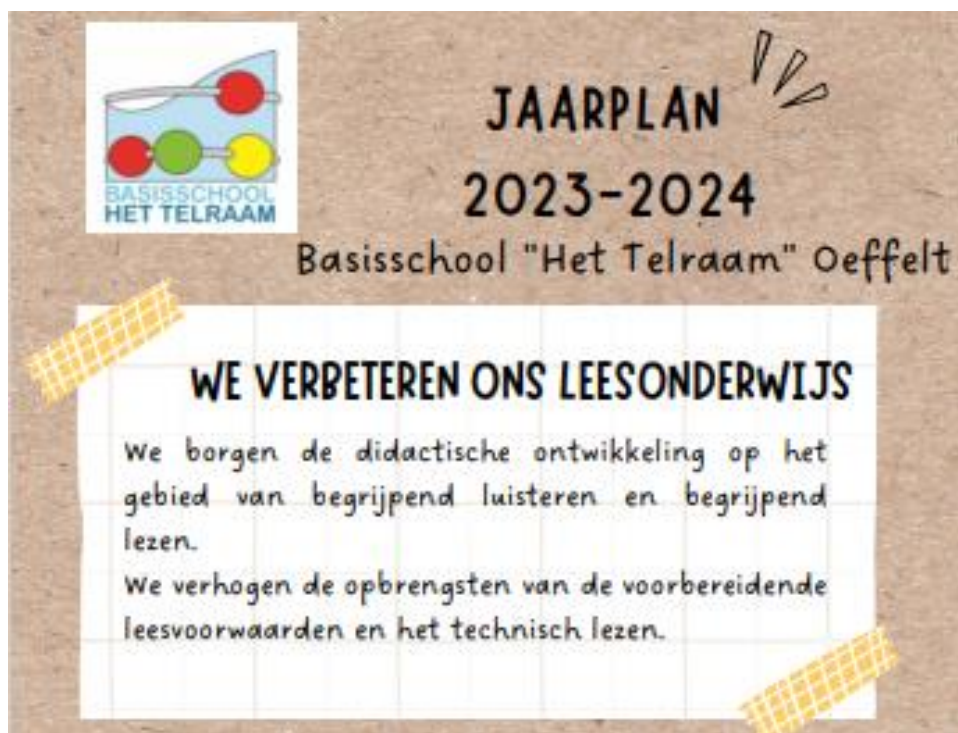 BASISSCHOOL
HET TELRAAM
JAARPLAN
2023-2024
Basisschool "Het Telraam" Oeffelt
WE VERBETEREN ONS LEESONDERWIJS
We borgen de didactische ontwikkeling op het
gebied van begrijpend luisteren en begrijpend
lezen.
We verhogen de opbrengsten van de voorbereidende
leesvoorwaarden en het technisch lezen.